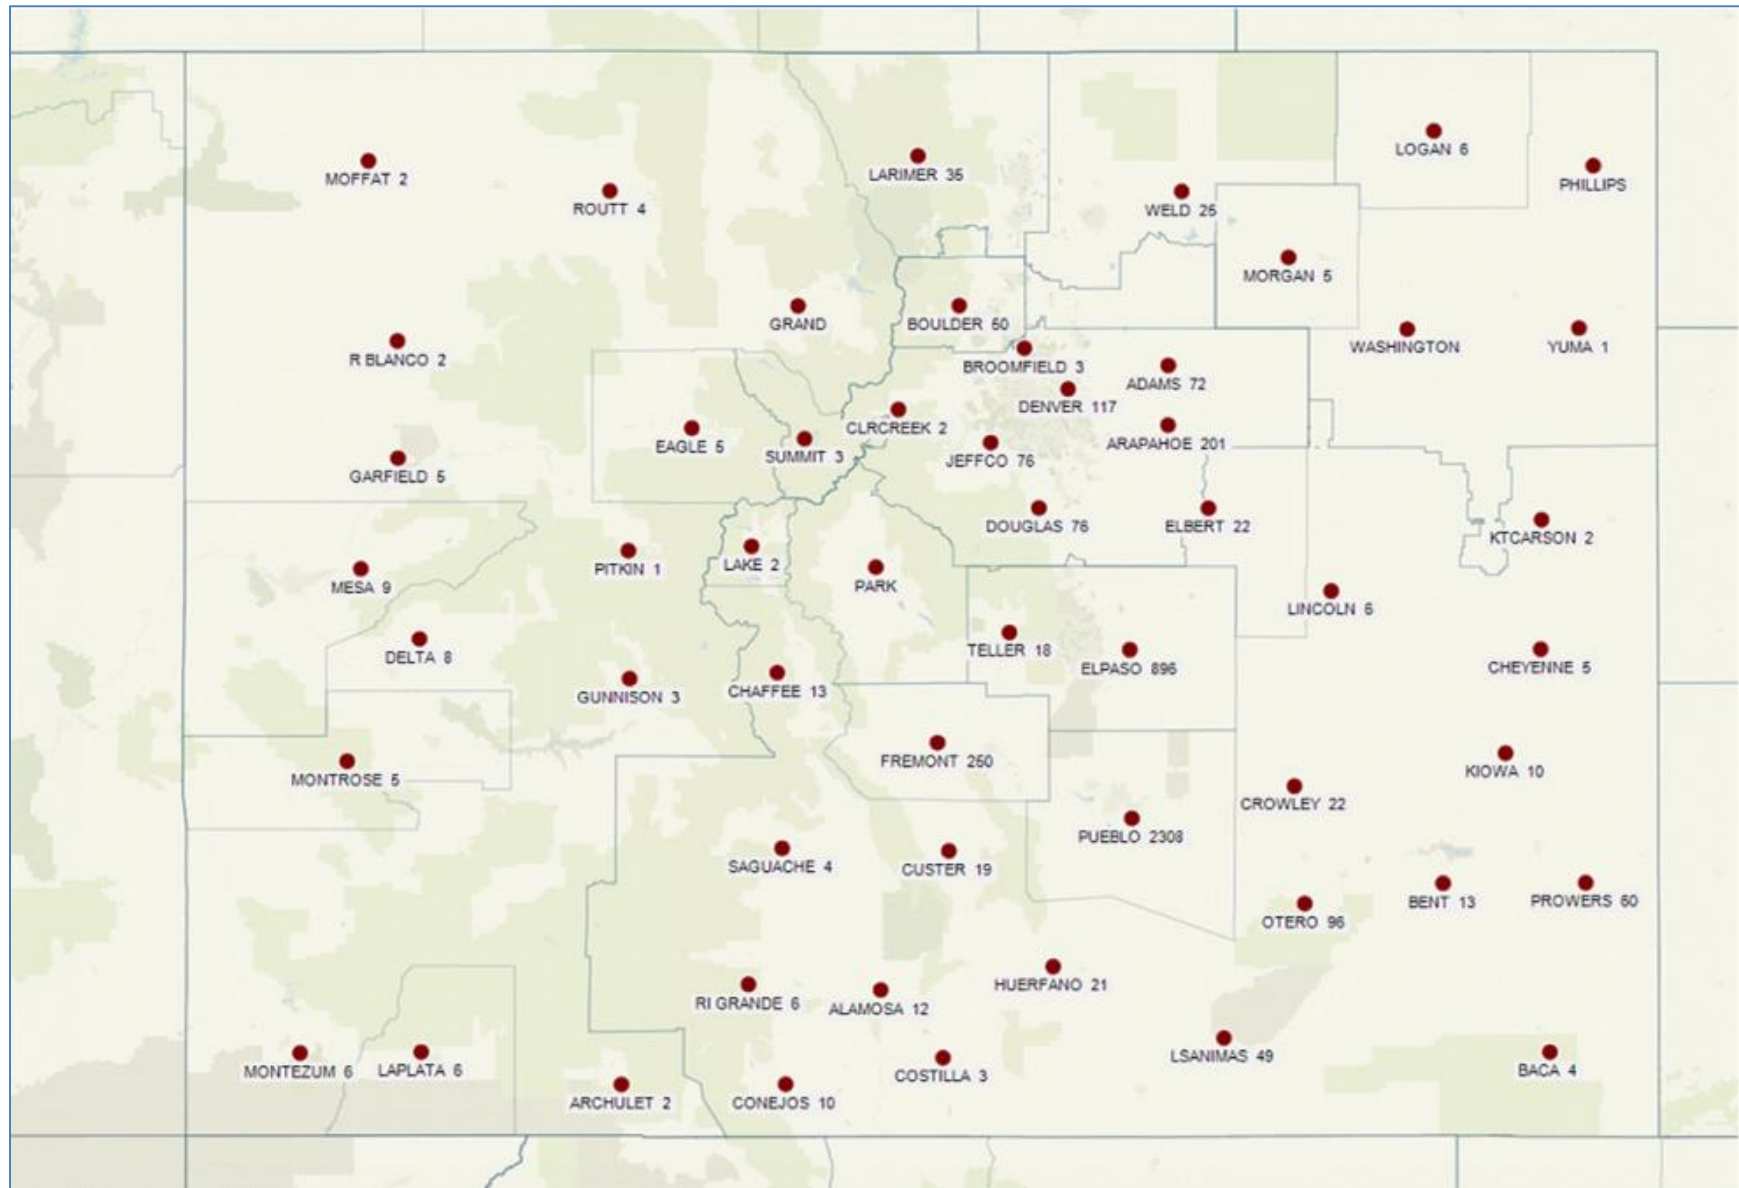 LOGAN 6
LARIMER 35
MOFFAT 2
PHILLIPS
ROUTT 4
WELD 25
MORGAN 5
GRAND
BOULDER 50
R BLANCO 2
WASHINGTON
YUMA 1
BROOMFIELD 3
ADAMS 72
DENVER 117
CLRCREEK 2
EAGLE 5
ARAPAHOE 201
SUMMIT 3
JEFFCO 76
GARFIELD 5
DOUGLAS 76
ELBERT 22
KTCARSON 2
LAKE 2
PITKIN 1
MESA 9
PARK
LINCOLN 6
TELLER 18
DELTA 8
ELPASO 896
CHEYENNE 5
CHAFFEE 13
GUNNISON 3
FREMONT 250
KIOWA 10
MONTROSE 5
CROWLEY 22
PUEBLO 2308
SAGUACHE 4
CUSTER 19
BENT 13
PROWERS 60
OTERO 96
HUERFANO 21
RI GRANDE 6
ALAMOSA 12
LSANIMAS 49
MONTEZUM 6
LAPLATA 6
COSTILLA 3
BACA 4
ARCHULET 2
CONEJOS 10